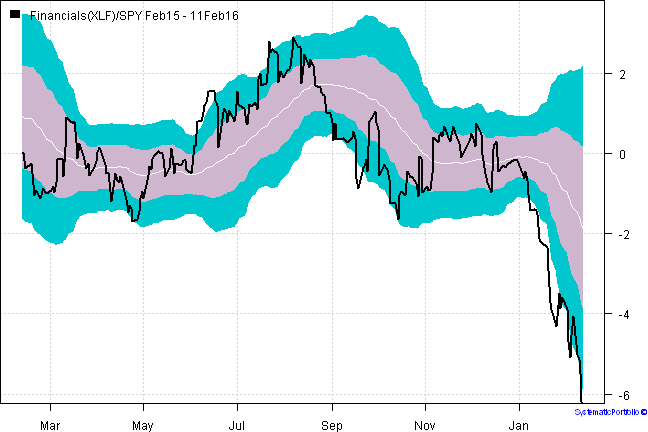 Financials(XLF)/SPY Feb15 - 11Feb16
2
0
-2
-4
-6
Mar May Jul Sep Nov Jan
SystematicPortfolio ©